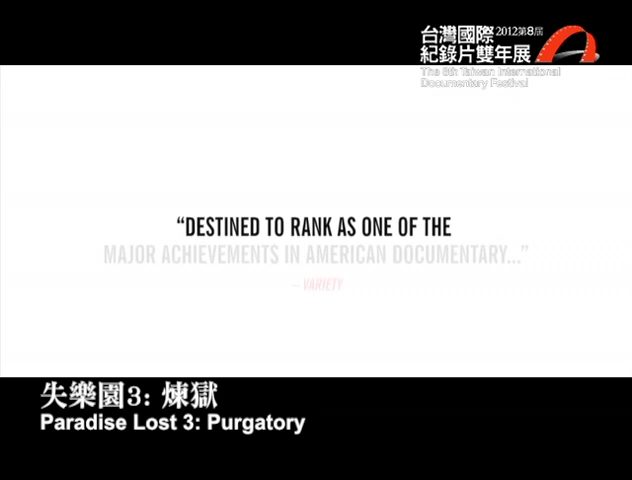 台灣國際 2012第8屆
紀錄片雙年展
The 8th Taiwan International
Documentary Festival
“DESTINED TO RANK AS ONE OF THE
MAJOR ACHIEVEMENTS IN AMERICAN DOCUMENTARY...”
– VARIETY
失樂園3: 煉獄
Paradise Lost 3: Purgatory